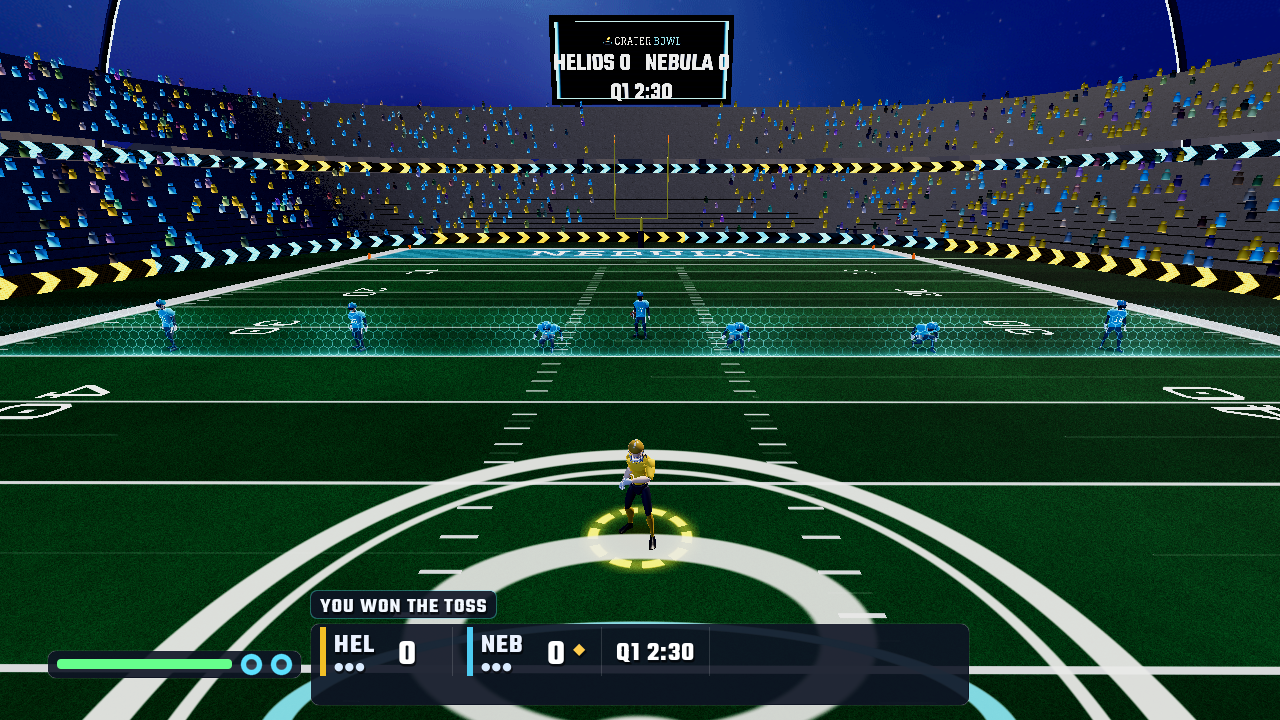 CRATER BOWL
HELIOS 0 NEBULA 0
Q1 2:30
NEBULA
YOU WON THE TOSS
HEL 0 NEB 0 Q1 2:30